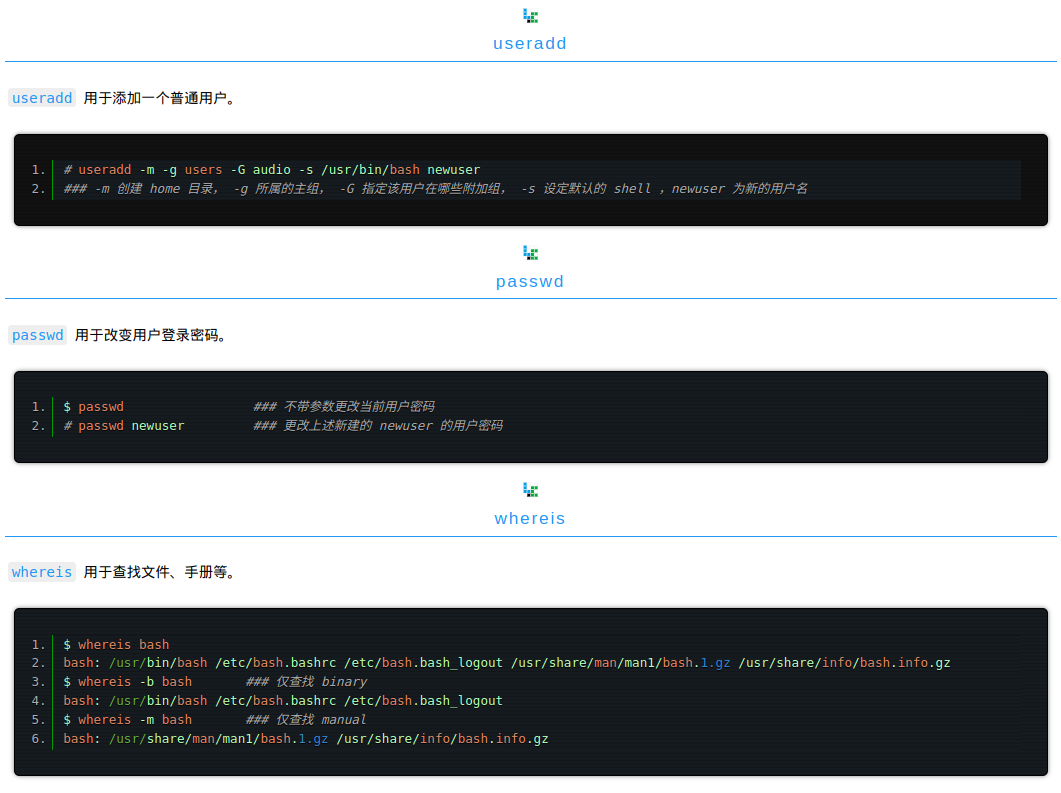 useradd
useradd 用于添加一个普通用户。
1. # useradd -m -g users -G audio -s /usr/bin/bash newuser
2. ### -m 创建 home 目录， -g 所属的主组， -G 指定该用户在哪些附加组， -s 设定默认的 shell ，newuser 为新的用户名
passwd
passwd 用于改变用户登录密码。
1. $ passwd ### 不带参数更改当前用户密码
2. # passwd newuser ### 更改上述新建的 newuser 的用户密码
whereis
whereis 用于查找文件、手册等。
1. $ whereis bash
2. bash: /usr/bin/bash /etc/bash.bashrc /etc/bash.bash_logout /usr/share/man/man1/bash.1.gz /usr/share/info/bash.info.gz
3. $ whereis -b bash ### 仅查找 binary
4. bash: /usr/bin/bash /etc/bash.bashrc /etc/bash.bash_logout
5. $ whereis -m bash ### 仅查找 manual
6. bash: /usr/share/man/man1/bash.1.gz /usr/share/info/bash.info.gz